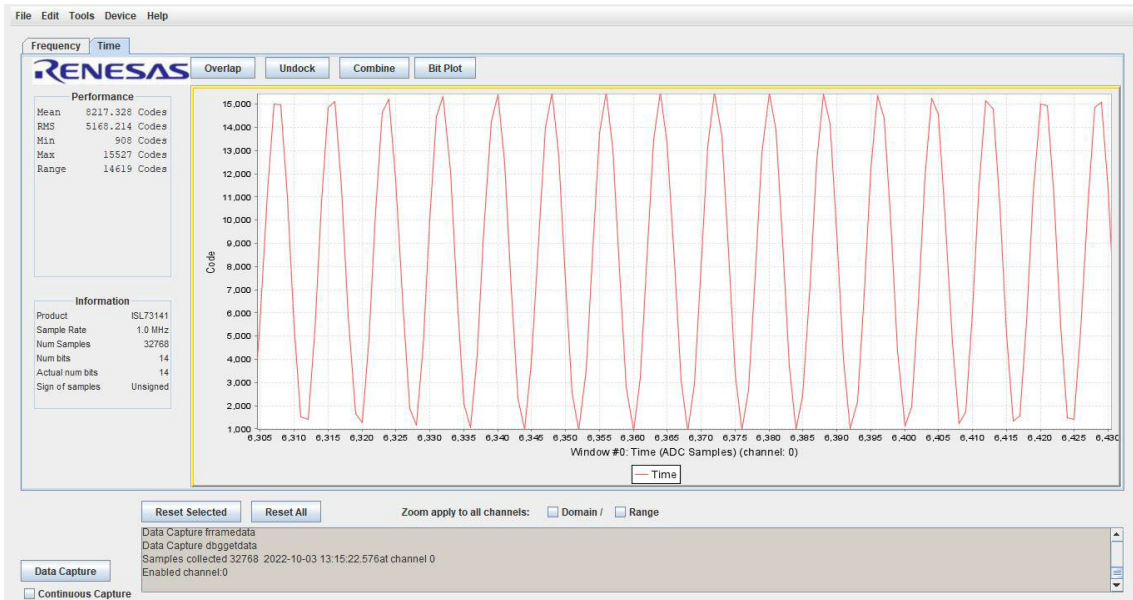 File Edit Tools Device Help
Frequency Time
RENESAS
Overlap Undock Combine Bit Plot
Performance
Mean 8217.328 Codes
RMS 5168.214 Codes
Min 908 Codes
Max 15527 Codes
Range 14619 Codes
Information
Product ISL73141
Sample Rate 1.0 MHz
Num Samples 32768
Num bits 14
Actual num bits 14
Sign of samples Unsigned
Code
15,000
14,000
13,000
12,000
11,000
10,000
9,000
8,000
7,000
6,000
5,000
4,000
3,000
2,000
1,000
6,305 6,310 6,315 6,320 6,325 6,330 6,335 6,340 6,345 6,350 6,355 6,360 6,365 6,370 6,375 6,380 6,385 6,390 6,395 6,400 6,405 6,410 6,415 6,420 6,425 6,430
Window #0: Time (ADC Samples) (channel: 0)
Time
Reset Selected Reset All Zoom apply to all channels: Domain / Range
Data Capture frramedata
Data Capture dbggetdata
Samples collected 32768 2022-10-03 13:15:22.576at channel 0
Enabled channel:0
Data Capture
Continuous Capture